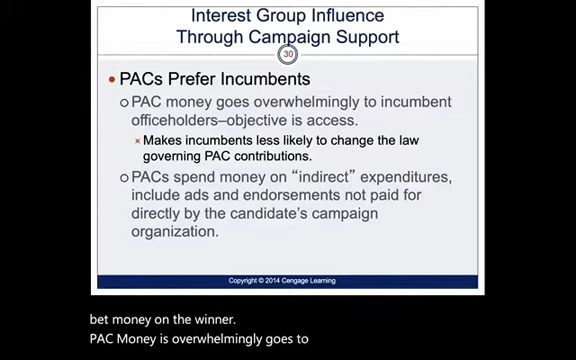 Interest Group Influence
Through Campaign Support
30
• PACs Prefer Incumbents
○ PAC money goes overwhelmingly to incumbent
officeholders–objective is access.
× Makes incumbents less likely to change the law
governing PAC contributions.
○ PACs spend money on “indirect” expenditures,
include ads and endorsements not paid for
directly by the candidate’s campaign
organization.
Copyright © 2014 Cengage Learning
bet money on the winner.
PAC Money is overwhelmingly goes to